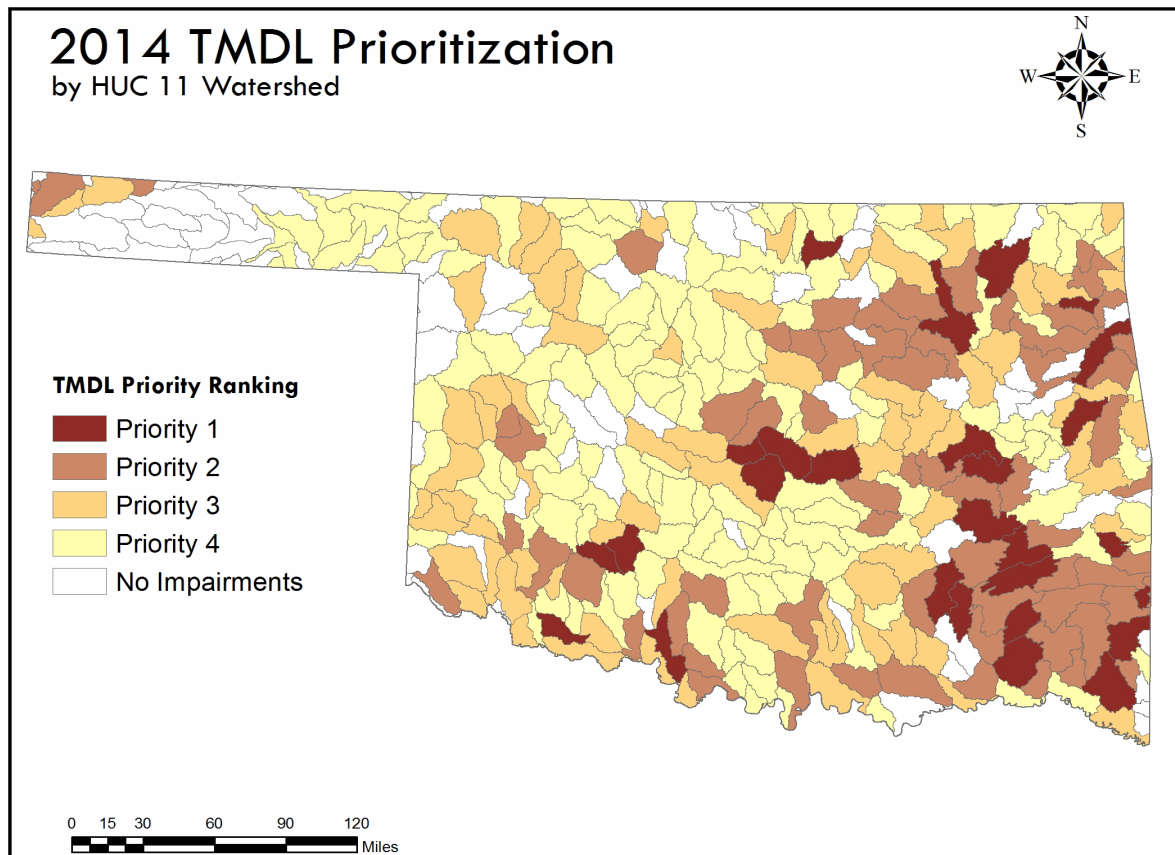 2014 TMDL Prioritization
by HUC 11 Watershed
N
W E
S
TMDL Priority Ranking
Priority 1
Priority 2
Priority 3
Priority 4
No Impairments
0 15 30 60 90 120
Miles